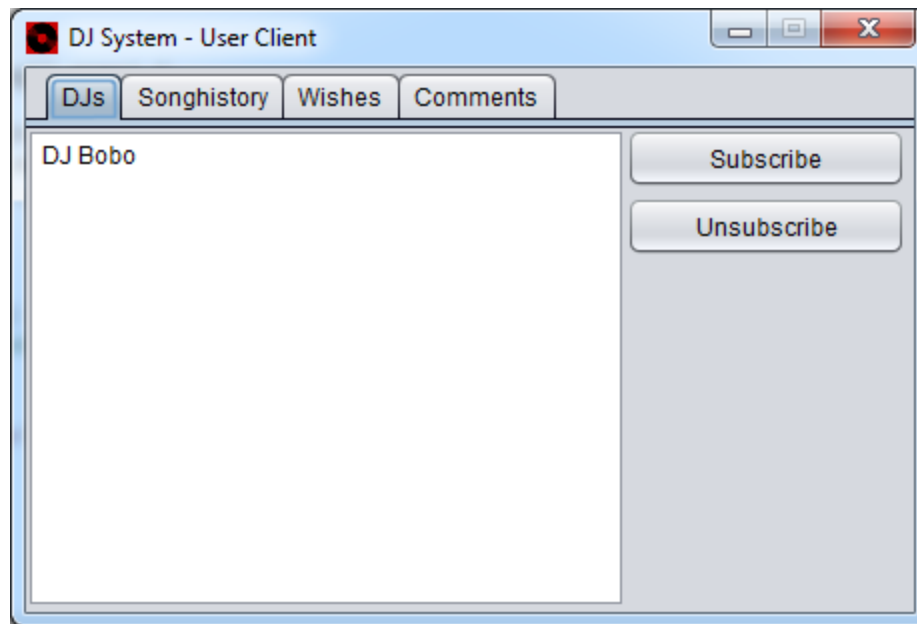 DJ System - User Client
DJs Songhistory Wishes Comments
DJ Bobo
Subscribe
Unsubscribe